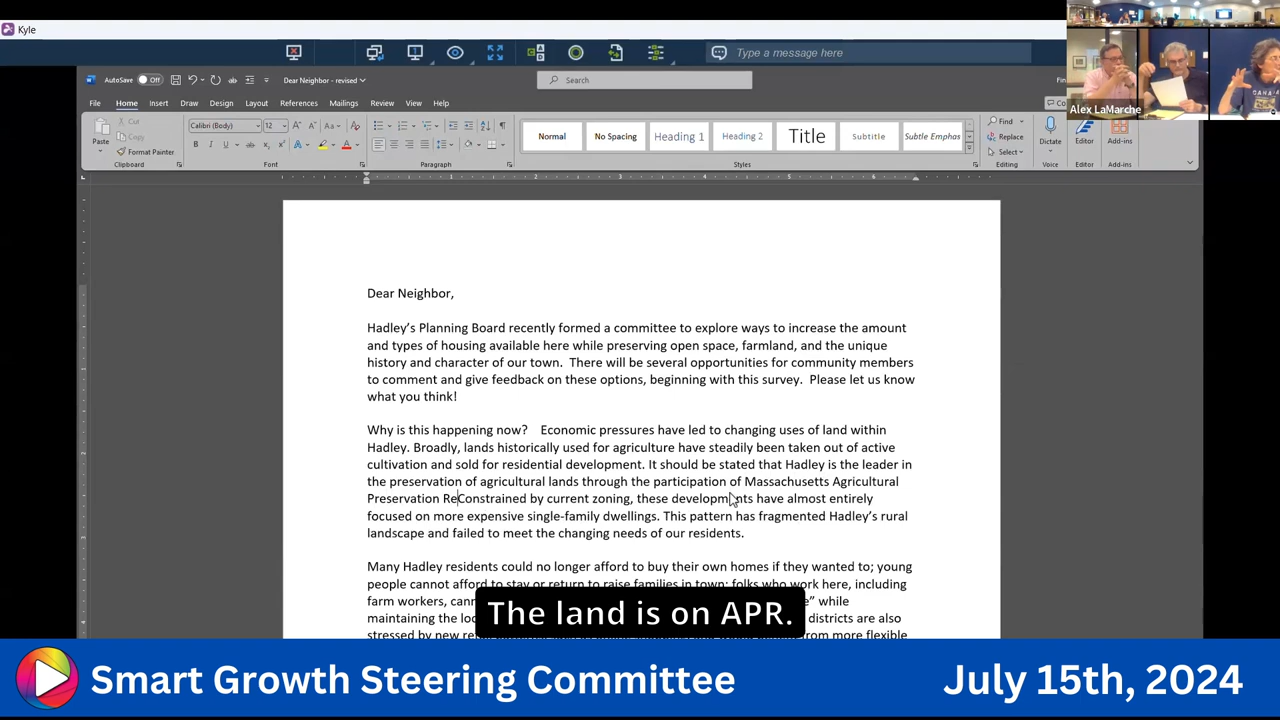 Kyle
Type a message here
AutoSave Off Dear Neighbor - revised Search
File Home Insert Draw Design Layout References Mailings Review View Help
Alex LaMarche
Paste Cut Copy Format Painter Calibri (Body) 12 Normal No Spacing Heading 1 Heading 2 Title Subtitle Subtle Emphas Find Replace Select Dictate Editor Add-ins
Clipboard Font Paragraph Styles Editing Voice Editor Add-ins
Dear Neighbor,
Hadley's Planning Board recently formed a committee to explore ways to increase the amount
and types of housing available here while preserving open space, farmland, and the unique
history and character of our town. There will be several opportunities for community members
to comment and give feedback on these options, beginning with this survey. Please let us know
what you think!
Why is this happening now? Economic pressures have led to changing uses of land within
Hadley. Broadly, lands historically used for agriculture have steadily been taken out of active
cultivation and sold for residential development. It should be stated that Hadley is the leader in
the preservation of agricultural lands through the participation of Massachusetts Agricultural
Preservation ReConstrained by current zoning, these developments have almost entirely
focused on more expensive single-family dwellings. This pattern has fragmented Hadley's rural
landscape and failed to meet the changing needs of our residents.
Many Hadley residents could no longer afford to buy their own homes if they wanted to; young
people cannot afford to stay or return to raise families in town; folks who work here, including
farm workers, while
maintaining the districts are also
stressed by new from more flexible
The land is on APR.
Smart Growth Steering Committee July 15th, 2024